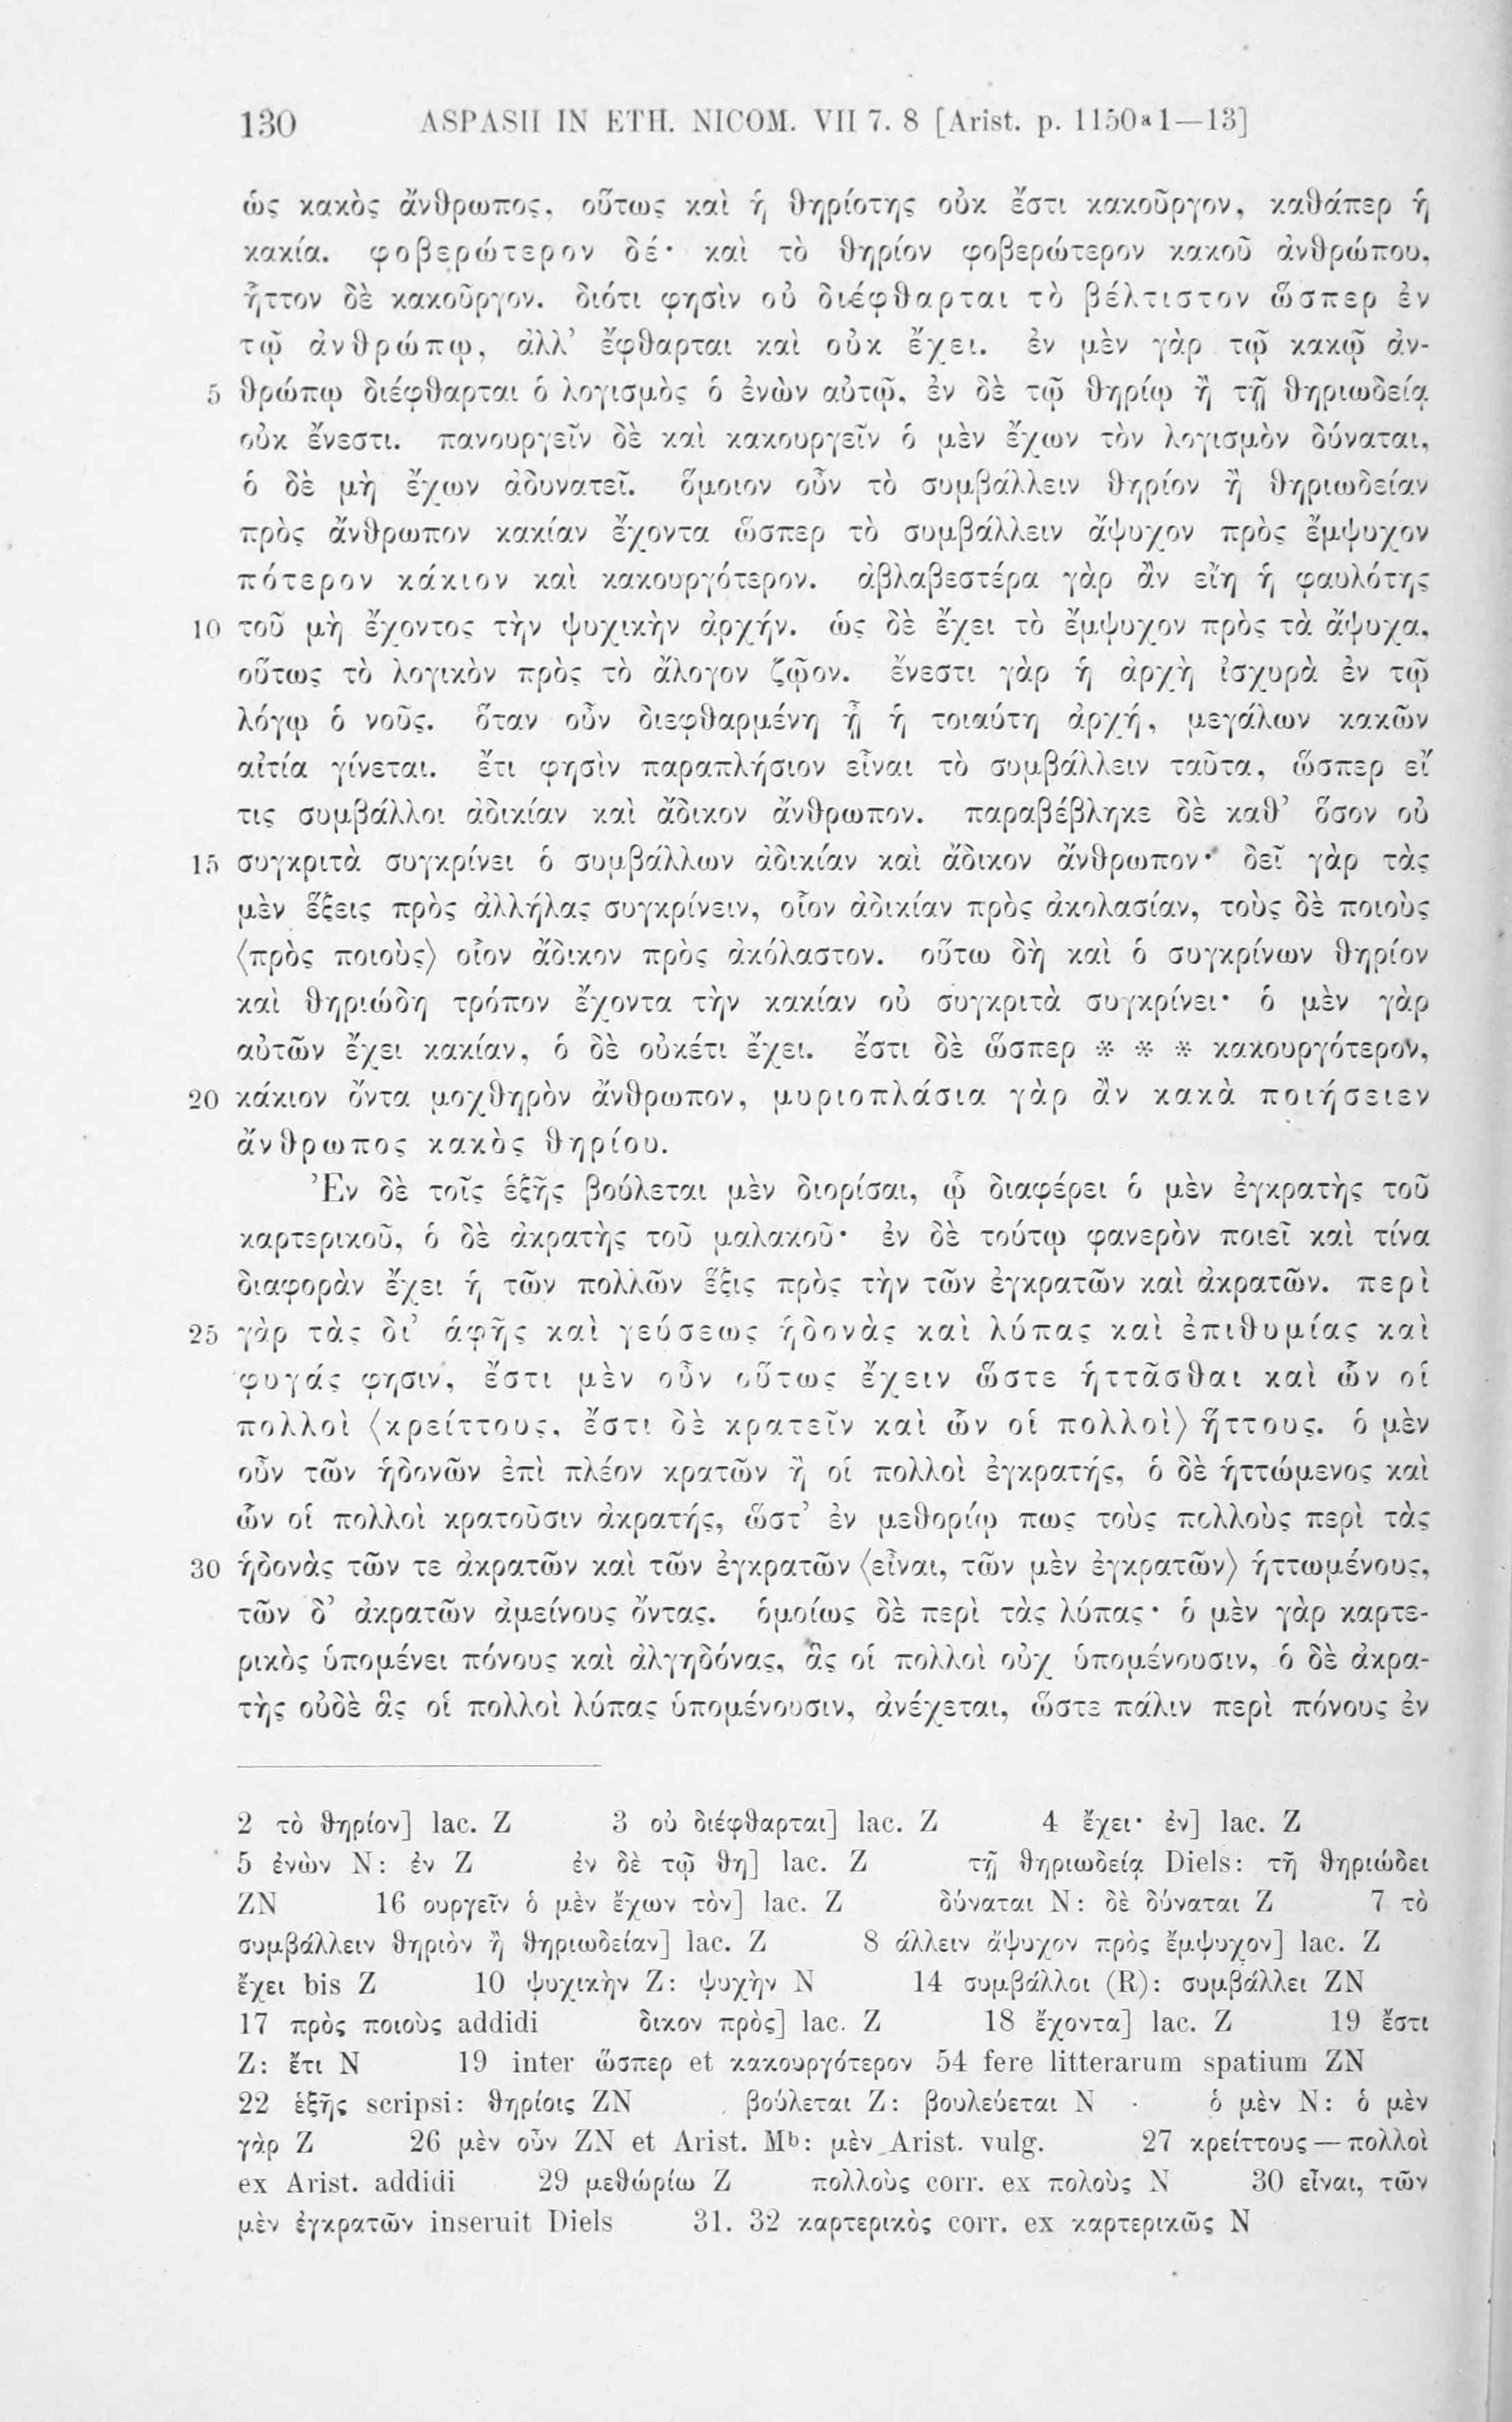 130 ASPASII IN ETH. NICOM. VII 7. 8 [Arist. p. 1150ᵃ1—13]
ὡς κακὸς ἄνθρωπος, οὕτως καὶ ἡ θηρίοτης οὐκ ἔστι κακοῦργον, καθάπερ ἡ
κακία. φοβερώτερον δέ· καὶ τὸ θηρίον φοβερώτερον κακοῦ ἀνθρώπου,
ἧττον δὲ κακοῦργον. διότι φησὶν οὐ διέφθαρται τὸ βέλτιστον ὥσπερ ἐν
τῷ ἀνθρώπῳ, ἀλλ’ ἔφθαρται καὶ οὐκ ἔχει. ἐν μὲν γὰρ τῷ κακῷ ἀν-
5 θρώπῳ διέφθαρται ὁ λογισμὸς ὁ ἐνὼν αὐτῷ, ἐν δὲ τῷ θηρίῳ ἢ τῇ θηριωδείᾳ
οὐκ ἔνεστι. πανουργεῖν δὲ καὶ κακουργεῖν ὁ μὲν ἔχων τὸν λογισμὸν δύναται,
ὁ δὲ μὴ ἔχων ἀδυνατεῖ. ὅμοιον οὖν τὸ συμβάλλειν θηρίον ἢ θηριωδείαν
πρὸς ἄνθρωπον κακίαν ἔχοντα ὥσπερ τὸ συμβάλλειν ἄψυχον πρὸς ἔμψυχον
πότερον κάκιον καὶ κακουργότερον. ἀβλαβεστέρα γὰρ ἂν εἴη ἡ φαυλότης
10 τοῦ μὴ ἔχοντος τὴν ψυχικὴν ἀρχήν. ὡς δὲ ἔχει τὸ ἔμψυχον πρὸς τὰ ἄψυχα,
οὕτως τὸ λογικὸν πρὸς τὸ ἄλογον ζῷον. ἔνεστι γὰρ ἡ ἀρχὴ ἰσχυρὰ ἐν τῷ
λόγῳ ὁ νοῦς. ὅταν οὖν διεφθαρμένη ᾖ ἡ τοιαύτη ἀρχή, μεγάλων κακῶν
αἰτία γίνεται. ἔτι φησὶν παραπλήσιον εἶναι τὸ συμβάλλειν ταῦτα, ὥσπερ εἴ
τις συμβάλλοι ἀδικίαν καὶ ἄδικον ἄνθρωπον. παραβέβληκε δὲ καθ’ ὅσον οὐ
15 συγκριτὰ συγκρίνει ὁ συμβάλλων ἀδικίαν καὶ ἄδικον ἄνθρωπον· δεῖ γὰρ τὰς
μὲν ἕξεις πρὸς ἀλλήλας συγκρίνειν, οἷον ἀδικίαν πρὸς ἀκολασίαν, τοὺς δὲ ποιοὺς
⟨πρὸς ποιοὺς⟩ οἷον ἄδικον πρὸς ἀκόλαστον. οὕτω δὴ καὶ ὁ συγκρίνων θηρίον
καὶ θηριώδη τρόπον ἔχοντα τὴν κακίαν οὐ συγκριτὰ συγκρίνει· ὁ μὲν γὰρ
αὐτῶν ἔχει κακίαν, ὁ δὲ οὐκέτι ἔχει. ἔστι δὲ ὥσπερ * * * κακουργότερον,
20 κάκιον ὄντα μοχθηρὸν ἄνθρωπον, μυριοπλάσια γὰρ ἂν κακὰ ποιήσειεν
ἄνθρωπος κακὸς θηρίου.
Ἐν δὲ τοῖς ἑξῆς βούλεται μὲν διορίσαι, ᾧ διαφέρει ὁ μὲν ἐγκρατὴς τοῦ
καρτερικοῦ, ὁ δὲ ἀκρατὴς τοῦ μαλακοῦ· ἐν δὲ τούτῳ φανερὸν ποιεῖ καὶ τίνα
διαφορὰν ἔχει ἡ τῶν πολλῶν ἕξις πρὸς τὴν τῶν ἐγκρατῶν καὶ ἀκρατῶν. περὶ
25 γὰρ τὰς δι’ ἁφῆς καὶ γεύσεως ἡδονὰς καὶ λύπας καὶ ἐπιθυμίας καὶ
φυγάς φησιν, ἔστι μὲν οὖν οὕτως ἔχειν ὥστε ἡττᾶσθαι καὶ ὧν οἱ
πολλοὶ ⟨κρείττους, ἔστι δὲ κρατεῖν καὶ ὧν οἱ πολλοὶ⟩ ἥττους. ὁ μὲν
οὖν τῶν ἡδονῶν ἐπὶ πλέον κρατῶν ἢ οἱ πολλοὶ ἐγκρατής, ὁ δὲ ἡττώμενος καὶ
ὧν οἱ πολλοὶ κρατοῦσιν ἀκρατής, ὥστ’ ἐν μεθορίῳ πως τοὺς πολλοὺς περὶ τὰς
30 ἡδονὰς τῶν τε ἀκρατῶν καὶ τῶν ἐγκρατῶν ⟨εἶναι, τῶν μὲν ἐγκρατῶν⟩ ἡττωμένους,
τῶν δ’ ἀκρατῶν ἀμείνους ὄντας. ὁμοίως δὲ περὶ τὰς λύπας· ὁ μὲν γὰρ καρτε-
ρικὸς ὑπομένει πόνους καὶ ἀλγηδόνας, ἃς οἱ πολλοὶ οὐχ ὑπομένουσιν, ὁ δὲ ἀκρα-
τὴς οὐδὲ ἃς οἱ πολλοὶ λύπας ὑπομένουσιν, ἀνέχεται, ὥστε πάλιν περὶ πόνους ἐν
2 τὸ θηρίον] lac. Z 3 οὐ διέφθαρται] lac. Z 4 ἔχει· ἐν] lac. Z
5 ἐνὼν N: ἐν Z ἐν δὲ τῷ θη] lac. Z τῇ θηριωδείᾳ Diels: τῆ θηριώδει
ZN 16 ουργεῖν ὁ μὲν ἔχων τὸν] lac. Z δύναται N: δὲ δύναται Z 7 τὸ
συμβάλλειν θηριὸν ἢ θηριωδείαν] lac. Z 8 άλλειν ἄψυχον πρὸς ἔμψυχον] lac. Z
ἔχει bis Z 10 ψυχικὴν Z: ψυχὴν N 14 συμβάλλοι (R): συμβάλλει ZN
17 πρὸς ποιοὺς addidi δικον πρὸς] lac. Z 18 ἔχοντα] lac. Z 19 ἔστι
Z: ἔτι N 19 inter ὥσπερ et κακουργότερον 54 fere litterarum spatium ZN
22 ἑξῆς scripsi: θηρίοις ZN βούλεται Z: βουλεύεται N ὁ μὲν N: ὁ μὲν
γὰρ Z 26 μὲν οὖν ZN et Arist. Mᵇ: μὲν Arist. vulg. 27 κρείττους — πολλοὶ
ex Arist. addidi 29 μεθώρίω Z πολλοὺς corr. ex πολοὺς N 30 εἶναι, τῶν
μὲν ἐγκρατῶν inseruit Diels 31. 32 καρτερικὸς corr. ex καρτερικῶς N